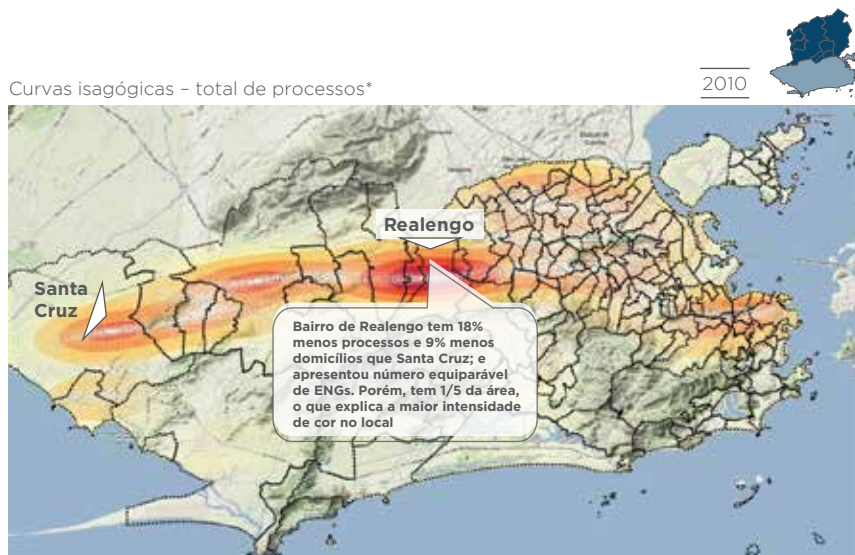 Curvas isagógicas – total de processos*
2010
Realengo
Santa
Cruz
Bairro de Realengo tem 18%
menos processos e 9% menos
domicílios que Santa Cruz; e
apresentou número equiparável
de ENGs. Porém, tem 1/5 da área,
o que explica a maior intensidade
de cor no local